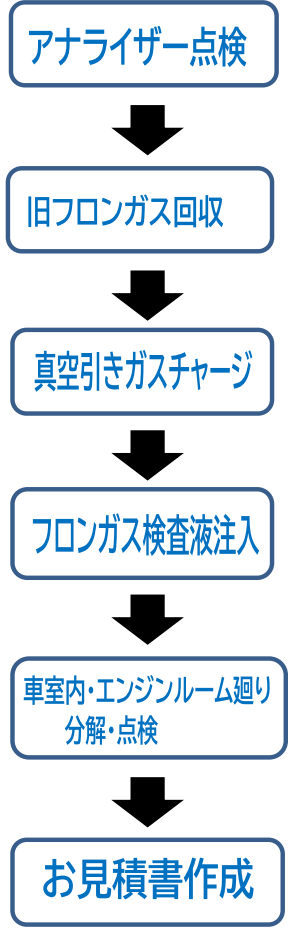 アナライザー点検
旧フロンガス回収
真空引きガスチャージ
フロンガス検査液注入
車室内・エンジンルーム廻り
分解・点検
お見積書作成